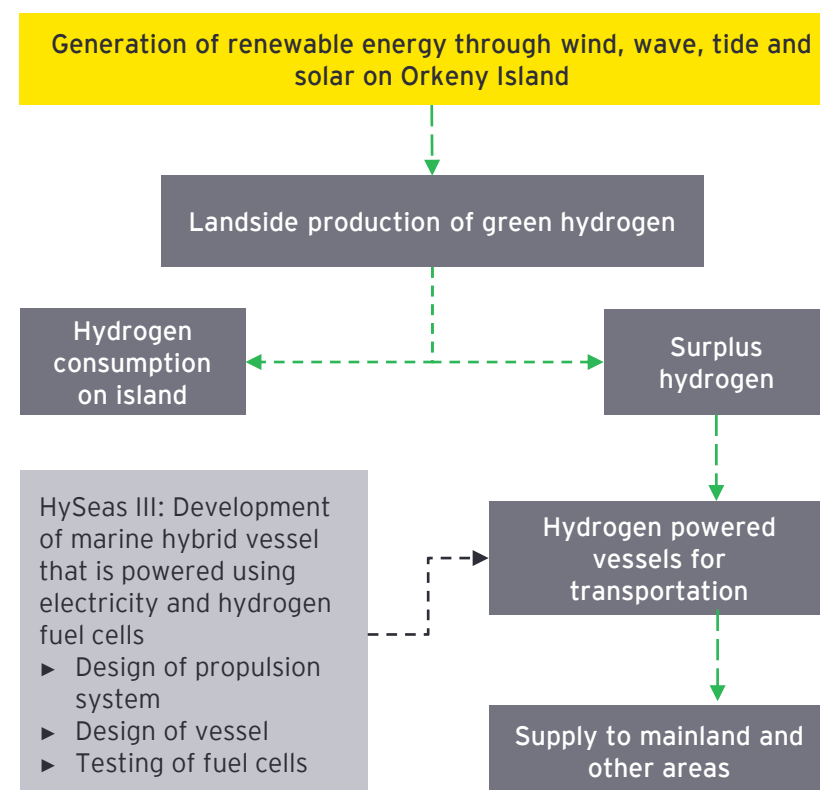 Generation of renewable energy through wind, wave, tide and
solar on Orkeny Island
Landside production of green hydrogen
Hydrogen
consumption
on island
Surplus
hydrogen
HySeas III: Development
of marine hybrid vessel
that is powered using
electricity and hydrogen
fuel cells
► Design of propulsion
system
► Design of vessel
► Testing of fuel cells
Hydrogen powered
vessels for
transportation
Supply to mainland and
other areas